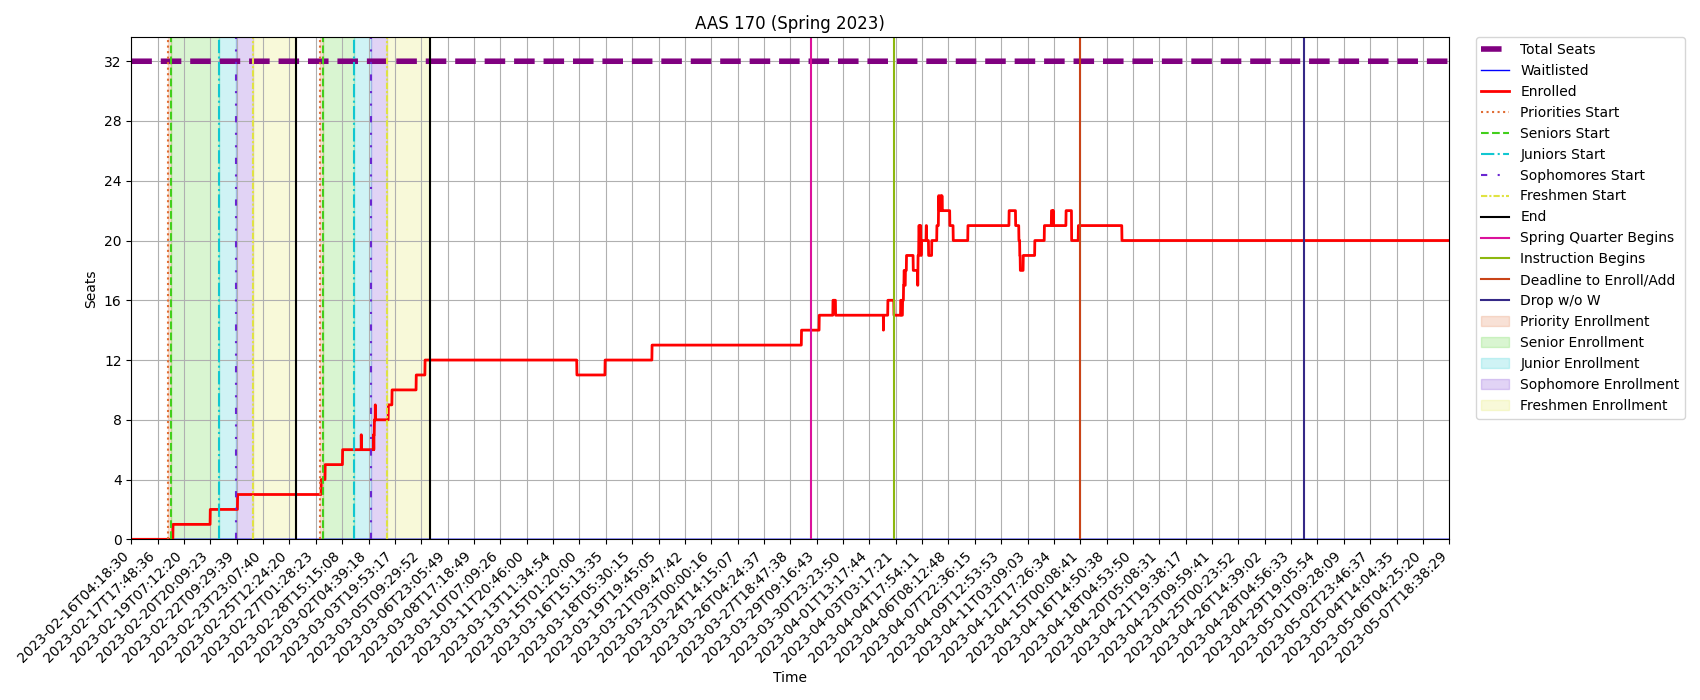 AAS 170 (Spring 2023)
Seats
32
28
24
20
16
12
8
4
0
2023-02-16T04:18:30
2023-02-17T17:48:36
2023-02-19T07:12:20
2023-02-20T20:09:23
2023-02-22T09:29:39
2023-02-23T23:07:40
2023-02-25T12:24:20
2023-02-27T01:28:23
2023-02-28T15:15:08
2023-03-02T04:39:18
2023-03-03T19:53:17
2023-03-05T09:29:52
2023-03-06T23:05:49
2023-03-08T12:18:49
2023-03-10T07:09:26
2023-03-11T20:46:00
2023-03-13T11:34:54
2023-03-15T01:20:00
2023-03-16T15:13:35
2023-03-18T05:30:15
2023-03-19T19:45:05
2023-03-21T09:47:42
2023-03-23T00:00:16
2023-03-24T14:15:07
2023-03-26T04:24:37
2023-03-27T18:47:38
2023-03-29T09:16:43
2023-03-30T23:23:50
2023-04-01T13:17:44
2023-04-03T03:17:21
2023-04-04T17:54:11
2023-04-06T08:12:48
2023-04-07T22:36:15
2023-04-09T12:53:53
2023-04-11T03:09:03
2023-04-12T17:26:34
2023-04-15T00:08:41
2023-04-16T14:50:38
2023-04-18T04:53:50
2023-04-20T05:08:31
2023-04-21T19:38:17
2023-04-23T09:59:41
2023-04-25T00:23:52
2023-04-26T14:39:02
2023-04-28T04:56:33
2023-04-29T19:05:54
2023-05-01T09:28:09
2023-05-02T23:46:37
2023-05-04T14:04:35
2023-05-06T04:25:20
2023-05-07T18:38:29
Time
Total Seats
Waitlisted
Enrolled
Priorities Start
Seniors Start
Juniors Start
Sophomores Start
Freshmen Start
End
Spring Quarter Begins
Instruction Begins
Deadline to Enroll/Add
Drop w/o W
Priority Enrollment
Senior Enrollment
Junior Enrollment
Sophomore Enrollment
Freshmen Enrollment